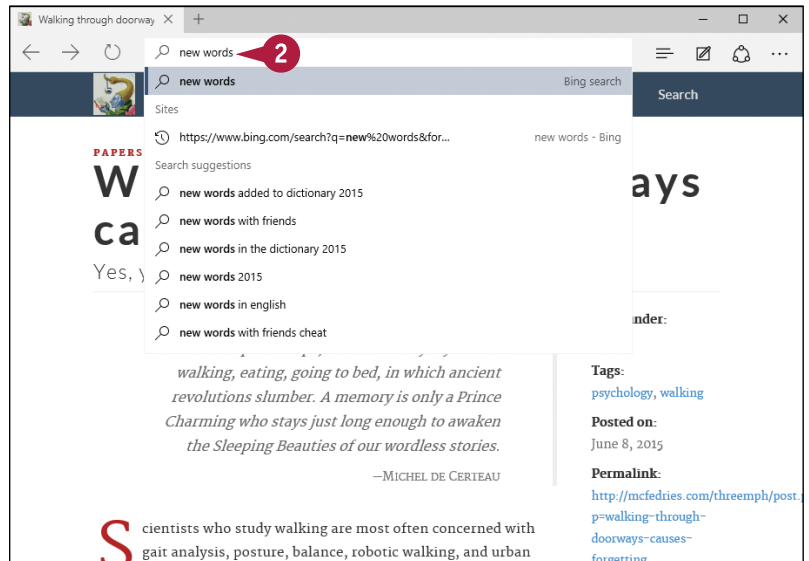 Walking through doorway
new words
2
new words Bing search
Search
Sites
https://www.bing.com/search?q=new%20words&for... new words - Bing
PAPERS
Search suggestions
W ays
new words added to dictionary 2015
new words with friends
ca
new words in the dictionary 2015
Yes, y
new words 2015
new words in english
nder:
new words with friends cheat
walking, eating, going to bed, in which ancient
revolutions slumber. A memory is only a Prince
Charming who stays just long enough to awaken
the Sleeping Beauties of our wordless stories.
—MICHEL DE CERTEAU
Tags:
psychology, walking
Posted on:
June 8, 2015
Permalink:
http://mcfedries.com/threemph/post.p
p=walking-through-
doorways-causes-
forgetting
Scientists who study walking are most often concerned with
gait analysis, posture, balance, robotic walking, and urban